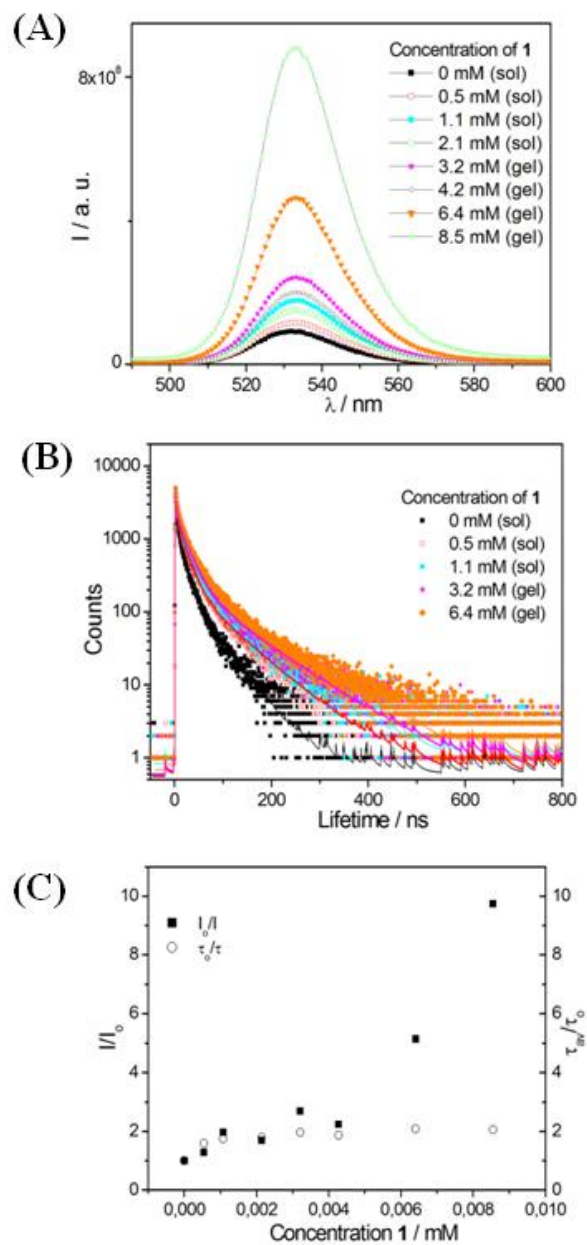 (A)
8x10⁸
0
I / a. u.
Concentration of 1
0 mM (sol)
0.5 mM (sol)
1.1 mM (sol)
2.1 mM (sol)
3.2 mM (gel)
4.2 mM (gel)
6.4 mM (gel)
8.5 mM (gel)
500 520 540 560 580 600
λ / nm
(B)
10000
1000
100
10
1
Counts
Concentration of 1
0 mM (sol)
0.5 mM (sol)
1.1 mM (sol)
3.2 mM (gel)
6.4 mM (gel)
0 200 400 600 800
Lifetime / ns
(C)
10
8
6
4
2
0
I/I₀
I₀/I
τ₀/τ
10
8
6
4
2
0
τₐᵥ/τ₀
0,000 0,002 0,004 0,006 0,008 0,010
Concentration 1 / mM